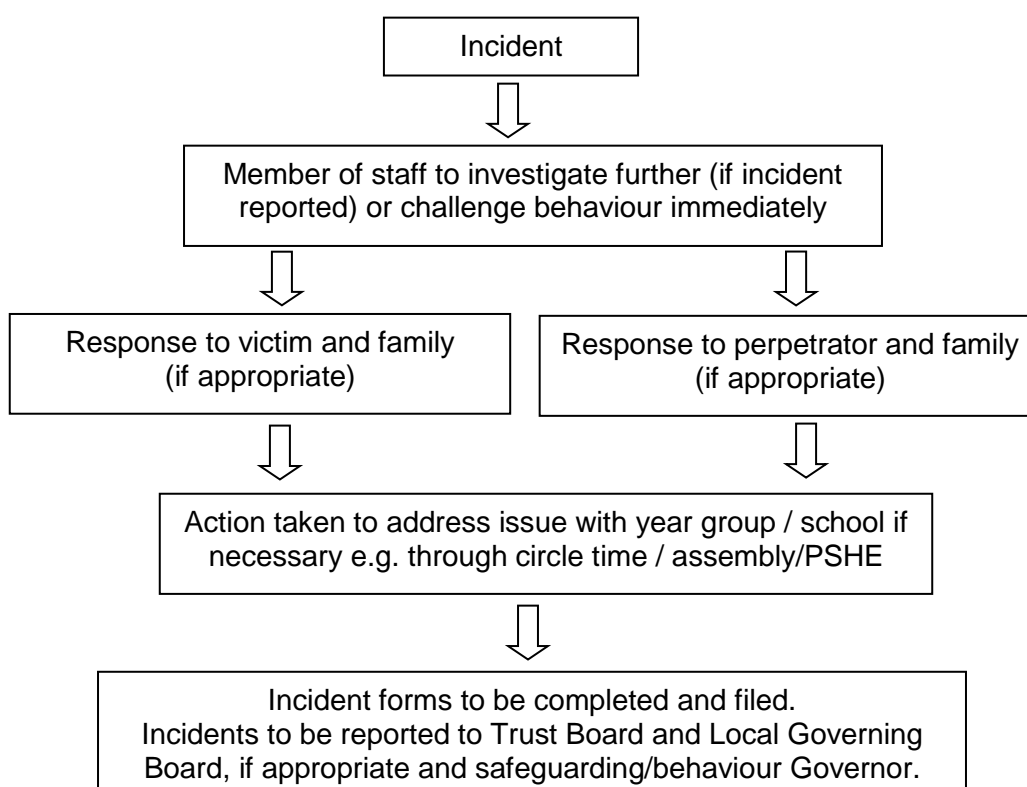 Incident
Member of staff to investigate further (if incident
reported) or challenge behaviour immediately
Response to victim and family
(if appropriate)
Response to perpetrator and family
(if appropriate)
Action taken to address issue with year group / school if
necessary e.g. through circle time / assembly/PSHE
Incident forms to be completed and filed.
Incidents to be reported to Trust Board and Local Governing
Board, if appropriate and safeguarding/behaviour Governor.